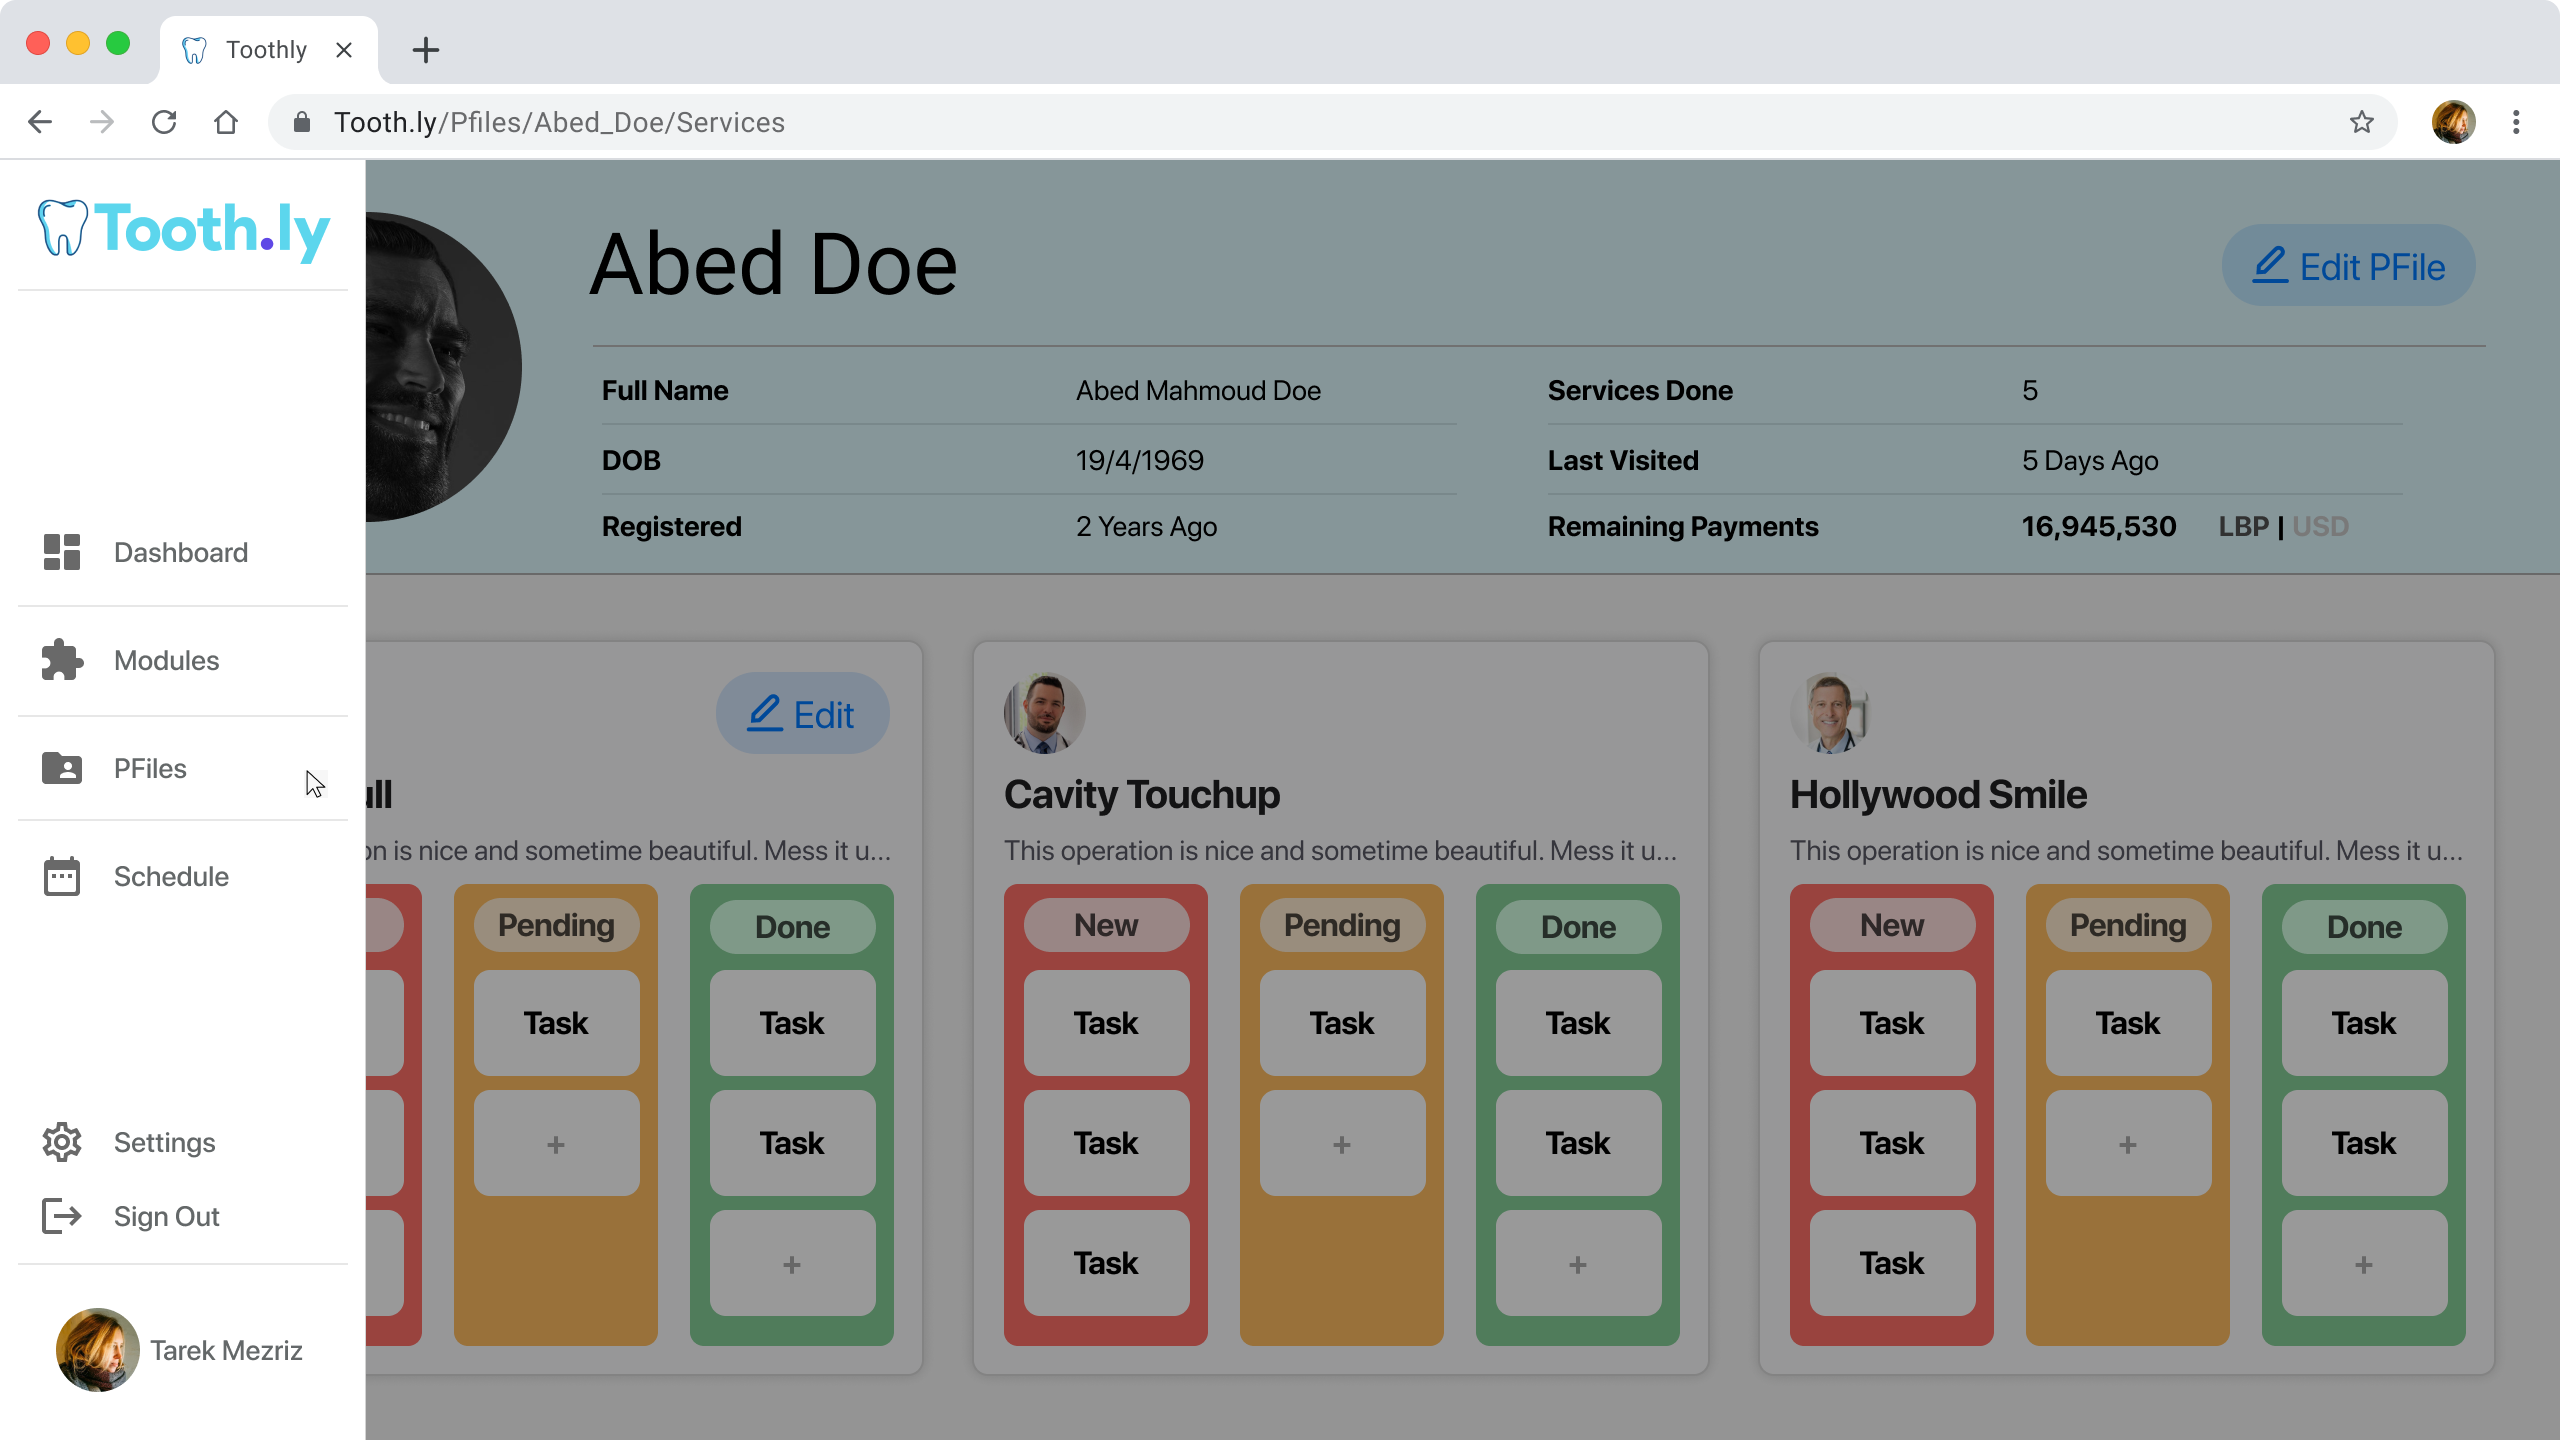 Toothly
Tooth.ly/Pfiles/Abed_Doe/Services
Tooth.ly
Dashboard
Modules
PFiles
Schedule
Settings
Sign Out
Tarek Mezriz
Abed Doe
Edit PFile
Full Name Abed Mahmoud Doe Services Done 5
DOB 19/4/1969 Last Visited 5 Days Ago
Registered 2 Years Ago Remaining Payments 16,945,530 LBP | USD
Edit
is nice and sometime beautiful. Mess it u...
Pending Done
Task Task
+ Task
+
Cavity Touchup
This operation is nice and sometime beautiful. Mess it u...
New Pending Done
Task Task Task
Task + Task
Task +
Hollywood Smile
This operation is nice and sometime beautiful. Mess it u...
New Pending Done
Task Task Task
Task + Task
Task +